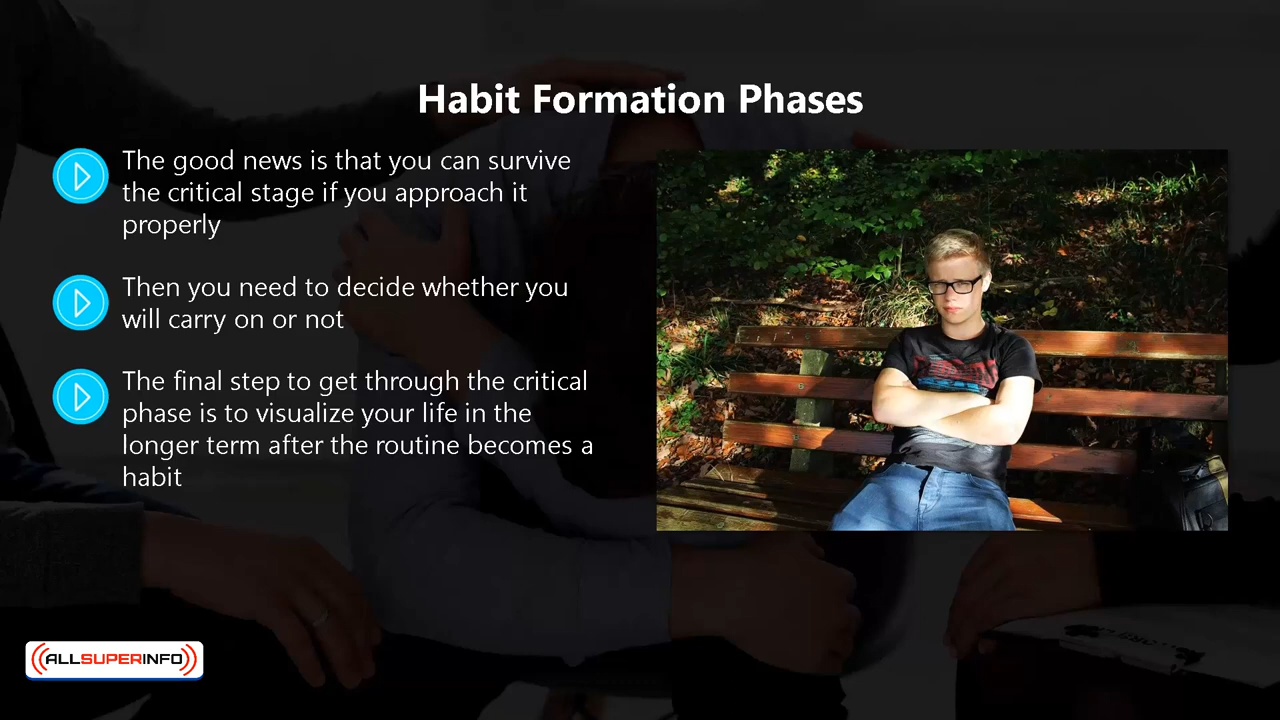 Habit Formation Phases
The good news is that you can survive
the critical stage if you approach it
properly
Then you need to decide whether you
will carry on or not
The final step to get through the critical
phase is to visualize your life in the
longer term after the routine becomes a
habit
ALLSUPERINFO